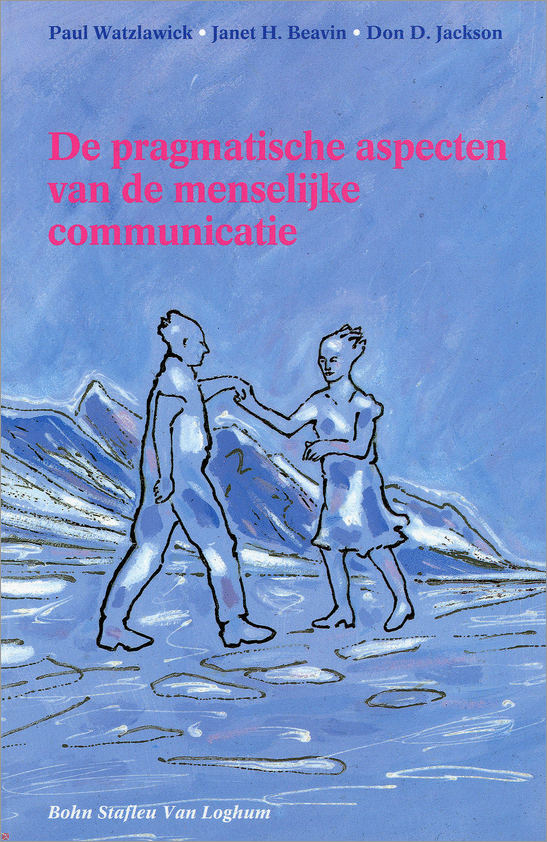 Paul Watzlawick • Janet H. Beavin • Don D. Jackson
De pragmatische aspecten
van de menselijke
communicatie
Bohn Stafleu Van Loghum